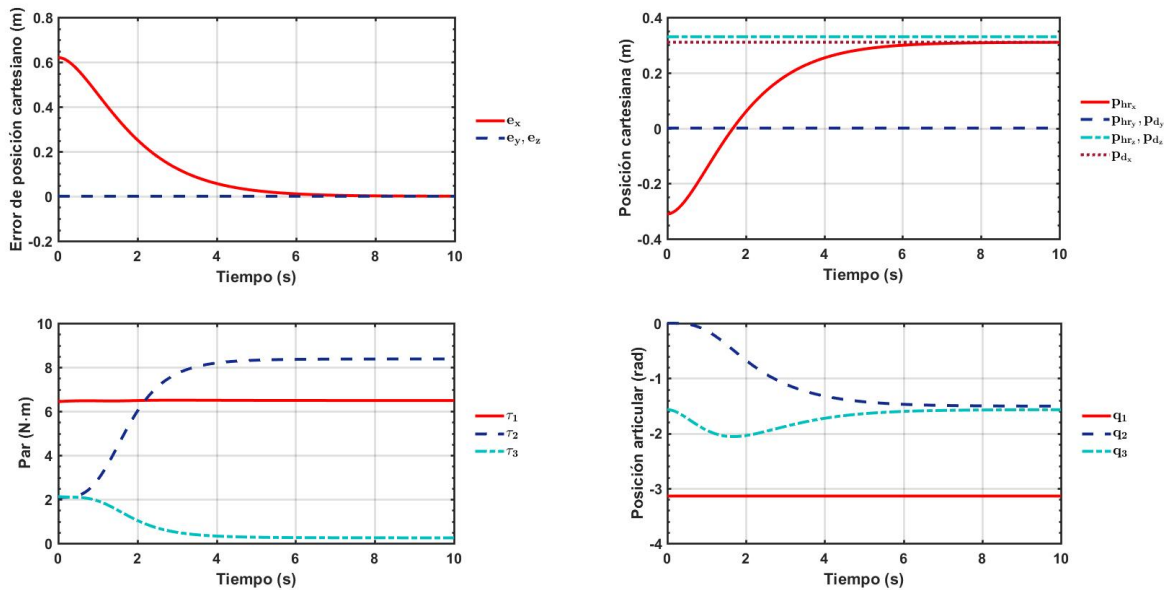 0.8
0.6
0.4
0.2
0
-0.2
Error de posición cartesiano (m)
0 2 4 6 8 10
Tiempo (s)
e_x
e_y, e_z
0.4
0.2
0
-0.2
-0.4
Posición cartesiana (m)
0 2 4 6 8 10
Tiempo (s)
p_hr_x
p_hr_y, p_d_y
p_hr_z, p_d_z
p_d_x
10
8
6
4
2
0
Par (N·m)
0 2 4 6 8 10
Tiempo (s)
τ_1
τ_2
τ_3
0
-1
-2
-3
-4
Posición articular (rad)
0 2 4 6 8 10
Tiempo (s)
q_1
q_2
q_3